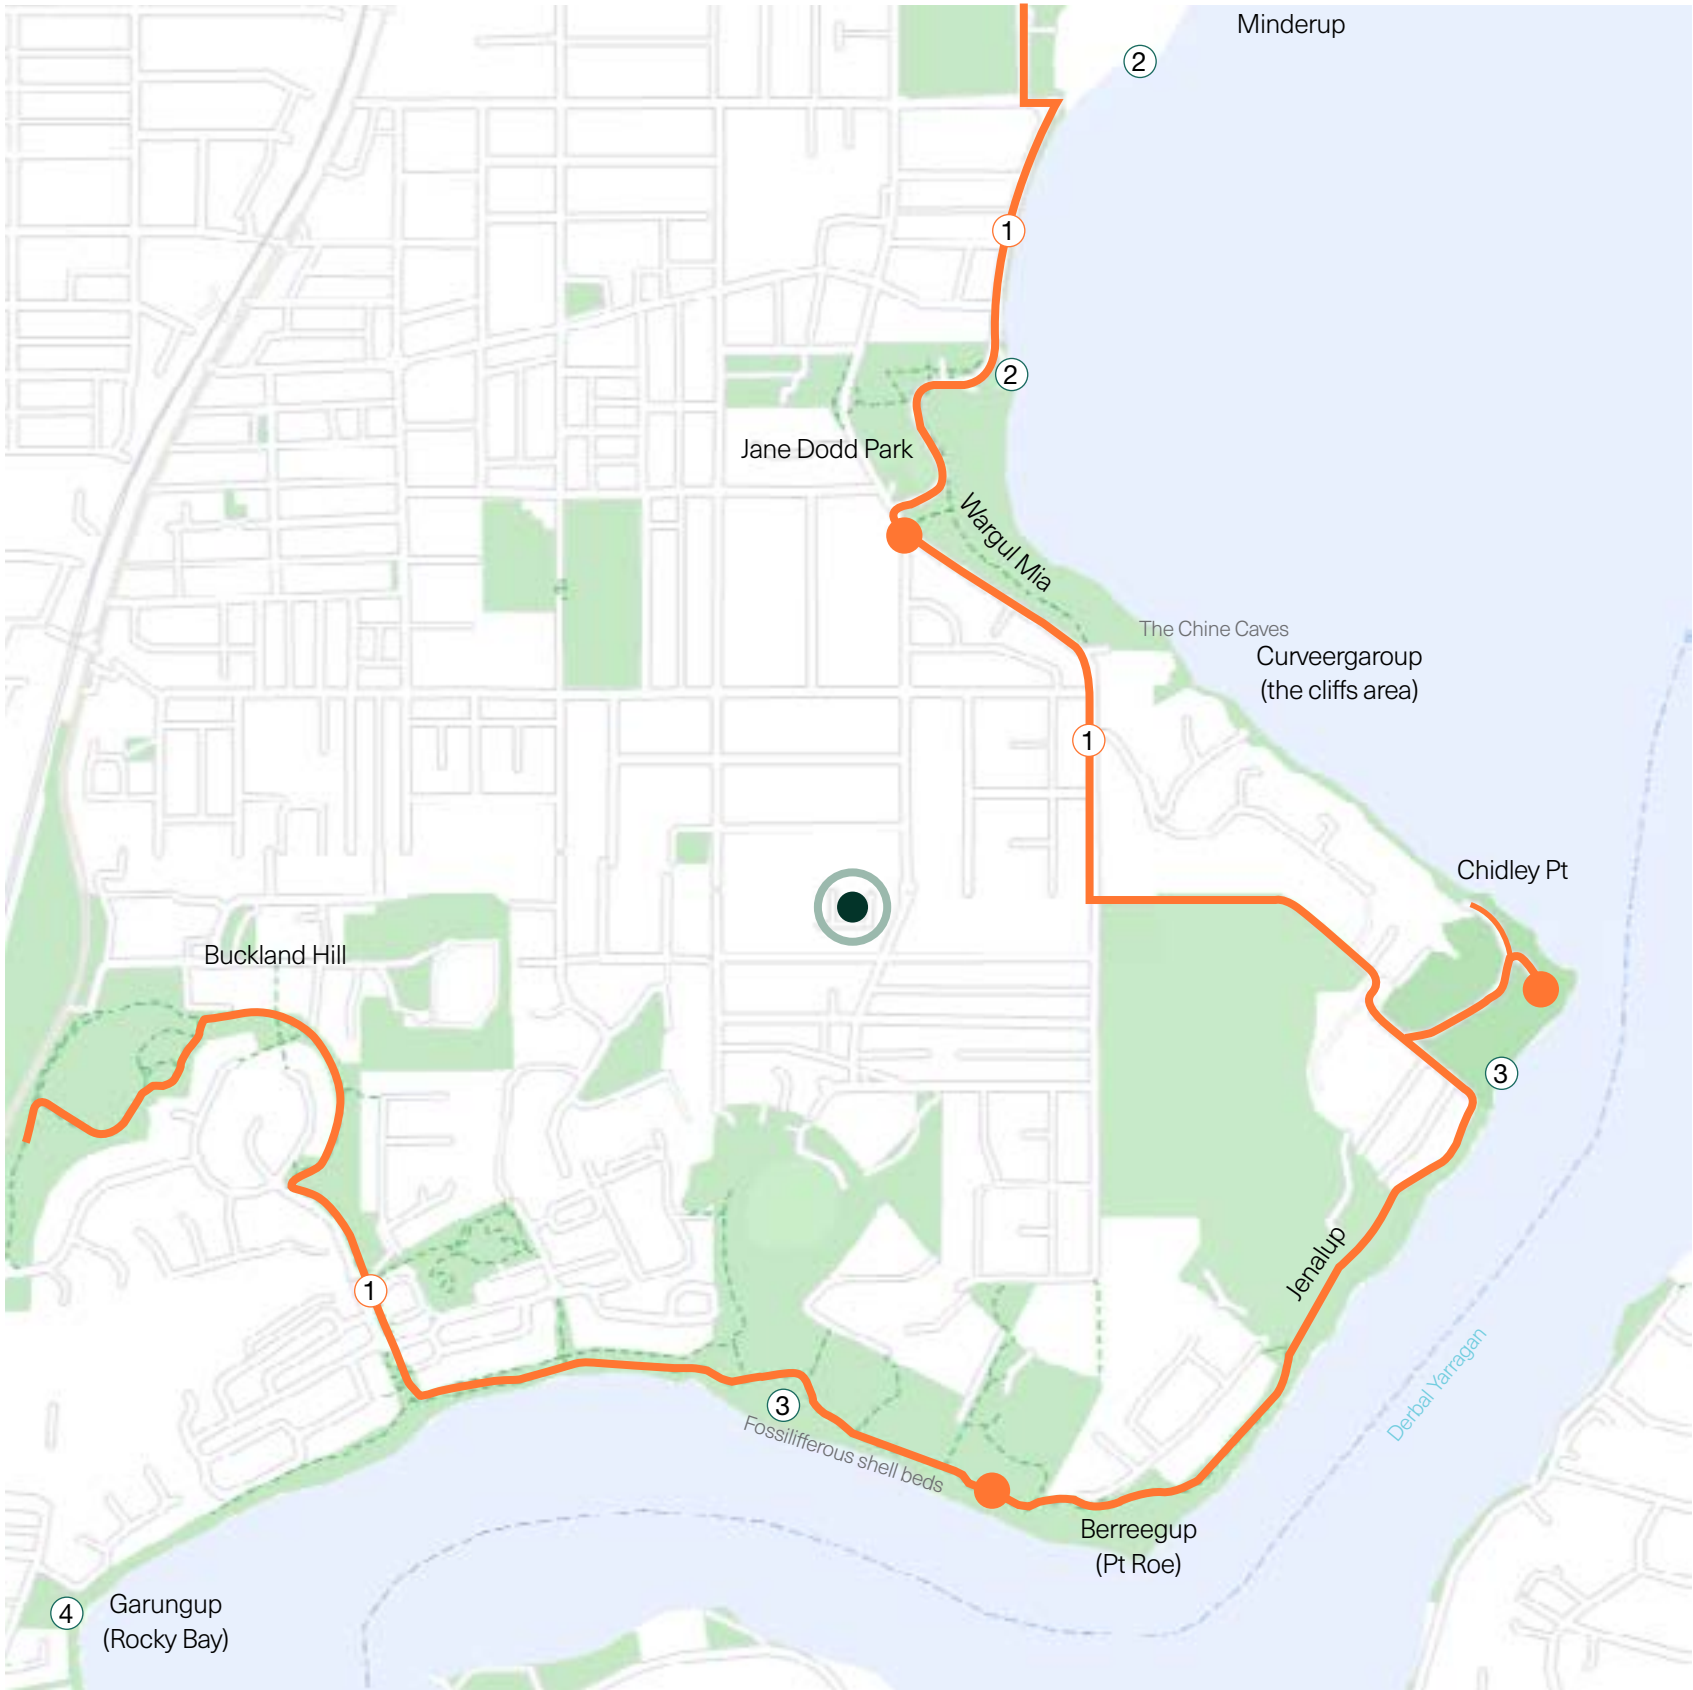 Minderup
2
1
2
Jane Dodd Park
Wargul Mia
The Chine Caves
Curveergaroup
(the cliffs area)
1
Chidley Pt
Buckland Hill
3
Jenalup
1
Derbal Yarragan
3
Fossilifferous shell beds
Berreegup
(Pt Roe)
4
Garungup
(Rocky Bay)